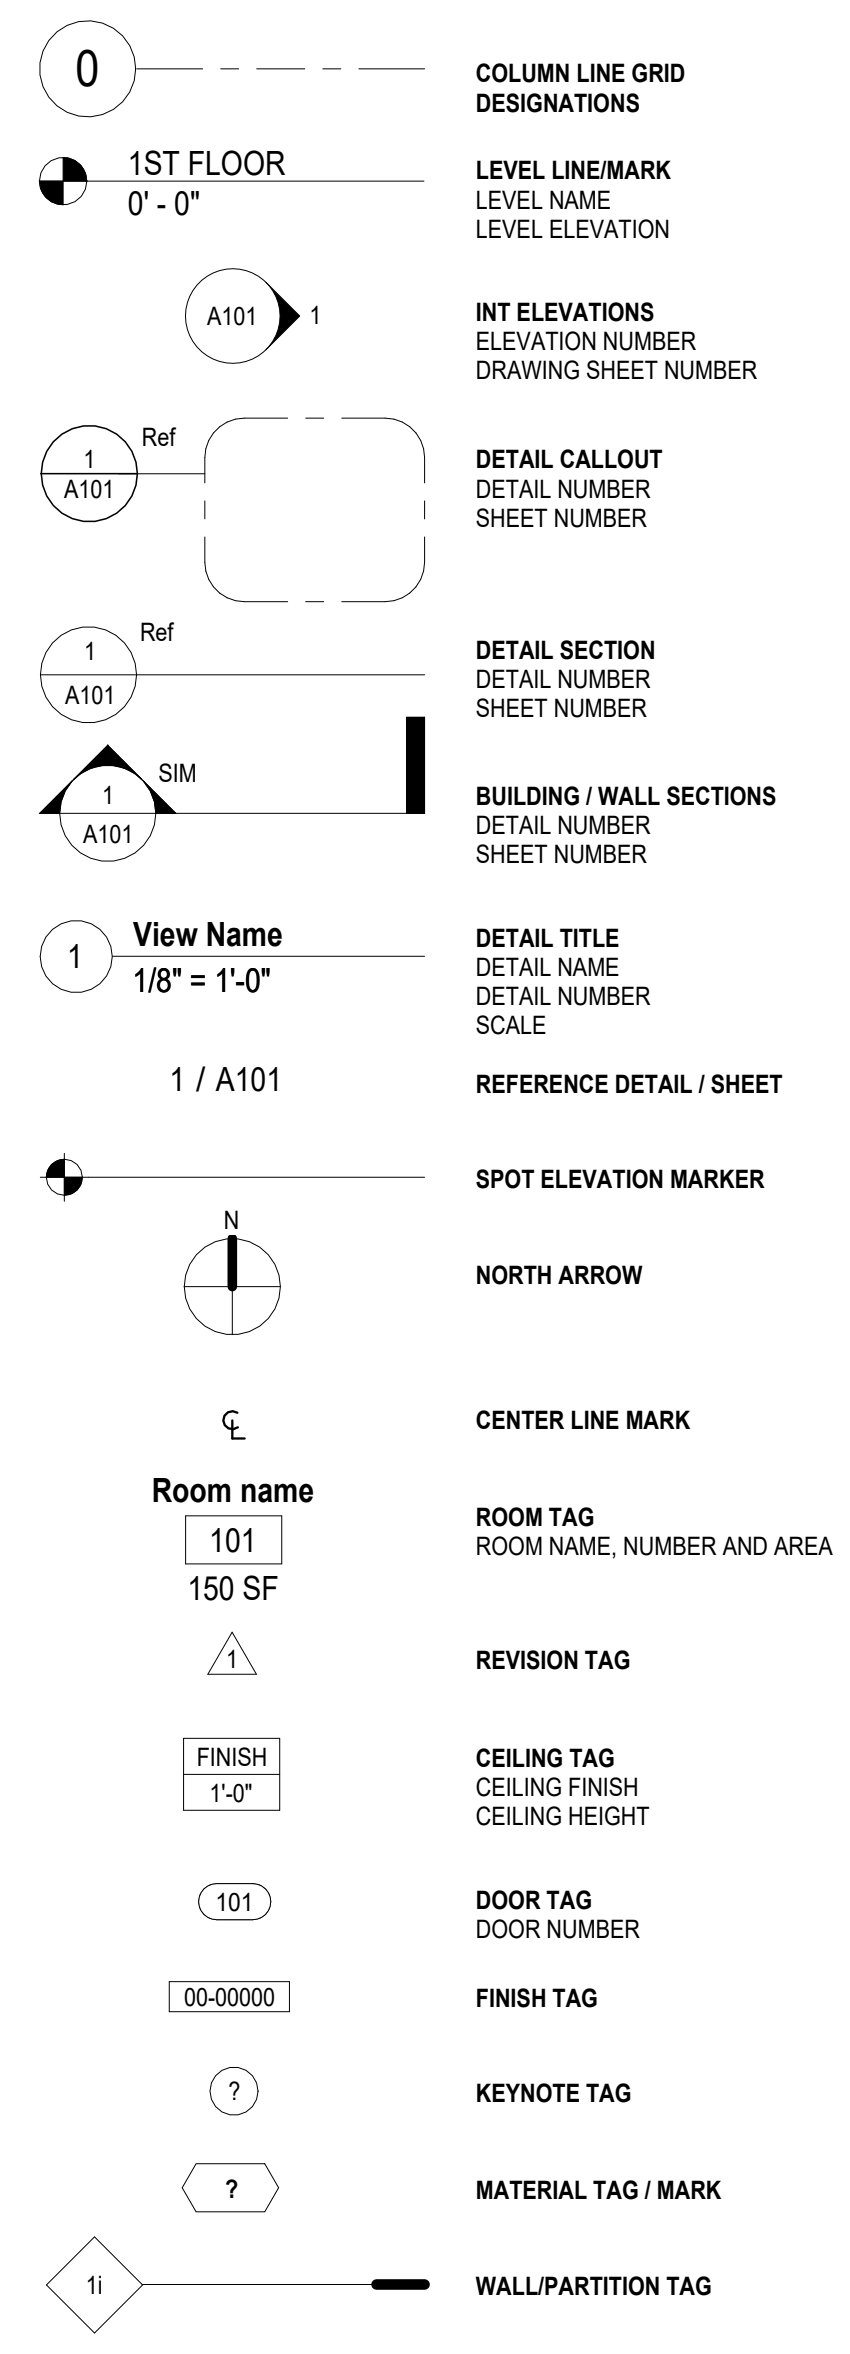 0
COLUMN LINE GRID
DESIGNATIONS
1ST FLOOR
0' - 0"
LEVEL LINE/MARK
LEVEL NAME
LEVEL ELEVATION
A101
1
INT ELEVATIONS
ELEVATION NUMBER
DRAWING SHEET NUMBER
1
A101
Ref
DETAIL CALLOUT
DETAIL NUMBER
SHEET NUMBER
1
A101
Ref
DETAIL SECTION
DETAIL NUMBER
SHEET NUMBER
1
A101
SIM
BUILDING / WALL SECTIONS
DETAIL NUMBER
SHEET NUMBER
1
View Name
1/8" = 1'-0"
DETAIL TITLE
DETAIL NAME
DETAIL NUMBER
SCALE
1 / A101
REFERENCE DETAIL / SHEET
SPOT ELEVATION MARKER
N
NORTH ARROW
℄
CENTER LINE MARK
Room name
101
150 SF
ROOM TAG
ROOM NAME, NUMBER AND AREA
1
REVISION TAG
FINISH
1'-0"
CEILING TAG
CEILING FINISH
CEILING HEIGHT
101
DOOR TAG
DOOR NUMBER
00-00000
FINISH TAG
?
KEYNOTE TAG
?
MATERIAL TAG / MARK
1i
WALL/PARTITION TAG